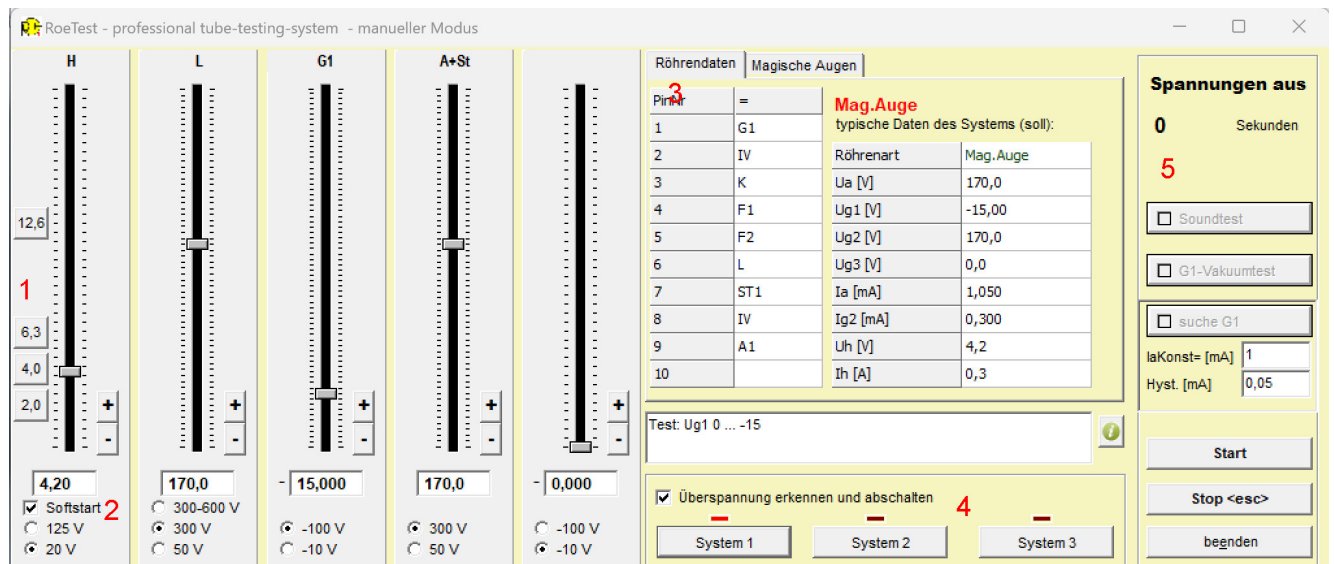 RoeTest - professional tube-testing-system - manueller Modus
H
L
G1
A+St
12,6
1
6,3
4,0
2,0
+
-
+
-
+
-
+
-
+
-
4,20
170,0
- 15,000
170,0
- 0,000
Softstart 2
125 V
20 V
300-600 V
300 V
50 V
-100 V
-10 V
300 V
50 V
-100 V
-10 V
Röhrendaten
Magische Augen
3
PinNr =
1 G1
2 IV
3 K
4 F1
5 F2
6 L
7 ST1
8 IV
9 A1
10
Mag.Auge
typische Daten des Systems (soll):
Röhrenart Mag.Auge
Ua [V] 170,0
Ug1 [V] -15,00
Ug2 [V] 170,0
Ug3 [V] 0,0
Ia [mA] 1,050
Ig2 [mA] 0,300
Uh [V] 4,2
Ih [A] 0,3
Test: Ug1 0 ... -15
i
Überspannung erkennen und abschalten 4
System 1
System 2
System 3
Spannungen aus
0 Sekunden
5
Soundtest
G1-Vakuumtest
suche G1
IaKonst= [mA] 1
Hyst. [mA] 0,05
Start
Stop <esc>
beenden